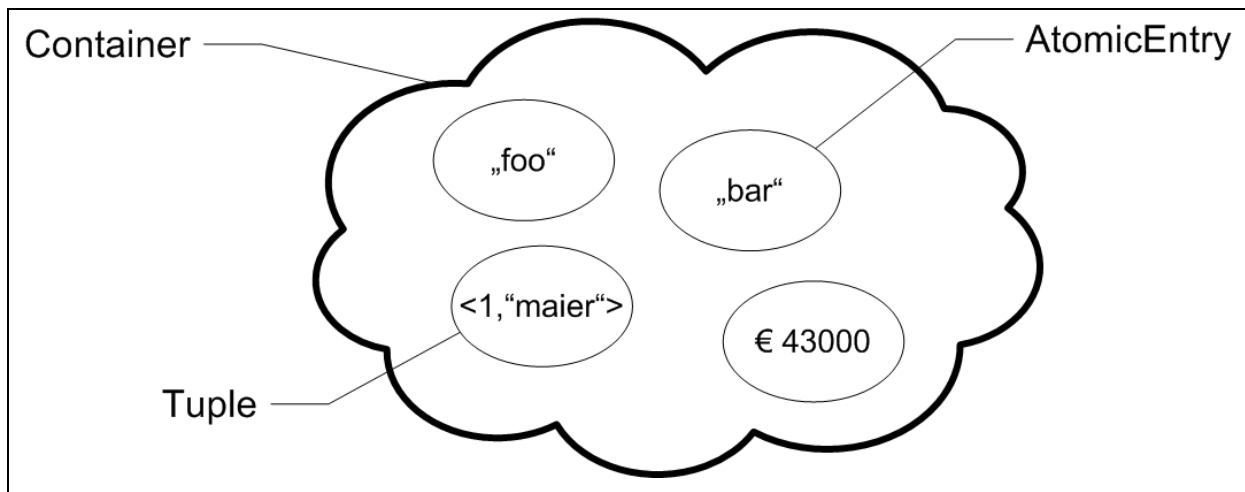 Container
AtomicEntry
„foo“
„bar“
<1,“maier“>
€ 43000
Tuple